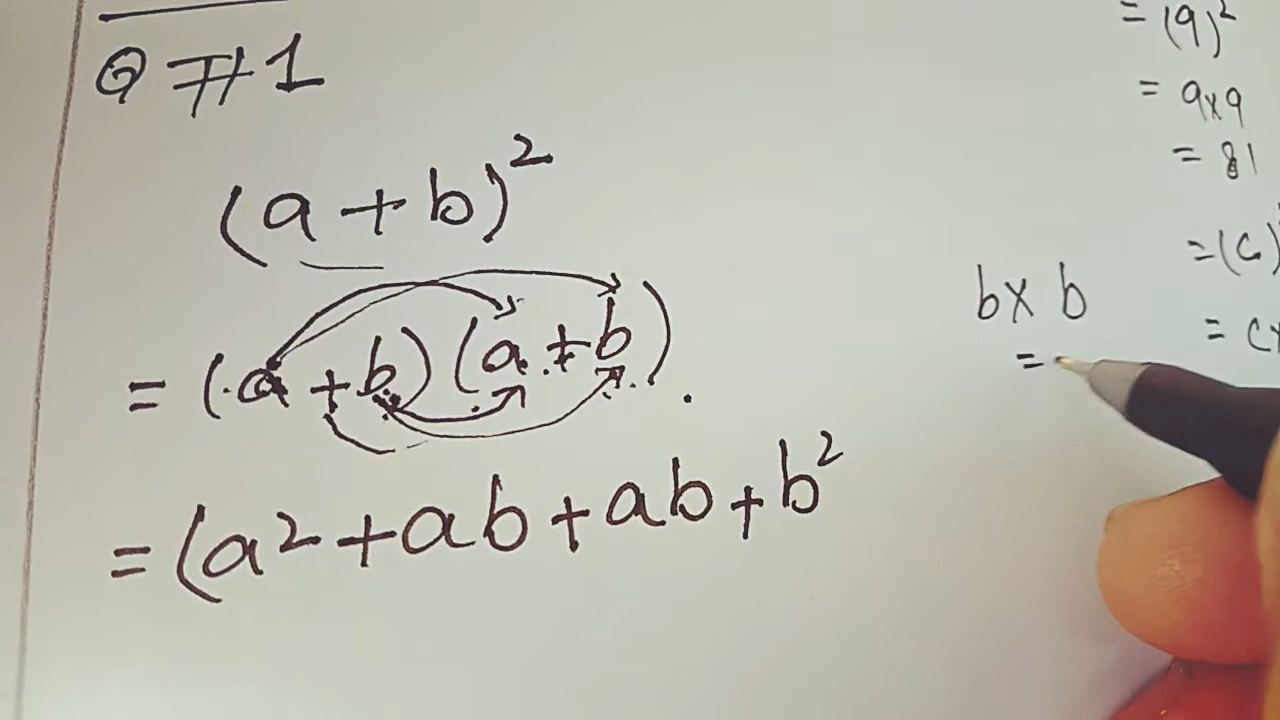 Q #1
(a + b)²
= (a + b)(a + b).
= (a² + ab + ab + b²
= (9)²
= 9x9
= 81
= (c)
= c
b x b
=